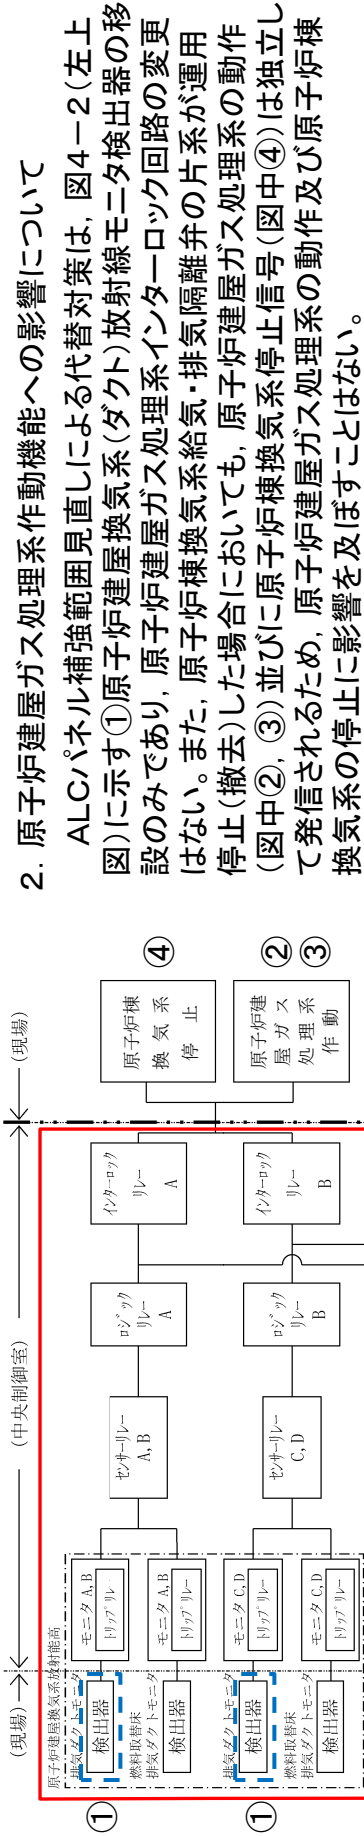 2. 原子炉建屋ガス処理系作動機能への影響について
ALCパネル補強範囲見直しによる代替対策は，図4－2(左上
図)に示す①原子炉建屋換気系(ダクト)放射線モニタ検出器の移
設のみであり，原子炉建屋ガス処理系インターロック回路の変更
はない。また，原子炉棟換気系給気・排気隔離弁の片系が運用
停止(撤去)した場合においても，原子炉建屋ガス処理系の動作
(図中②，③)並びに原子炉棟換気系停止信号(図中④)は独立し
て発信されるため，原子炉建屋ガス処理系の動作及び原子炉棟
換気系の停止に影響を及ぼすことはない。
(現場)
(中央制御室)
(現場)
原子炉建屋換気系放射能高
①
排気ダクトモニタ
検出器
モニタ A,B
トリップリレー
燃料取替床
排気ダクトモニタ
検出器
モニタ A,B
トリップリレー
センサーリレー
A,B
ロジック
リレー
A
インターロック
リレー
A
原子炉棟
換気系
停止
④
①
排気ダクトモニタ
検出器
モニタ C,D
トリップリレー
燃料取替床
排気ダクトモニタ
検出器
モニタ C,D
トリップリレー
センサーリレー
C,D
ロジック
リレー
B
インターロック
リレー
B
原子炉建
屋ガス
処理系
作動
②
③